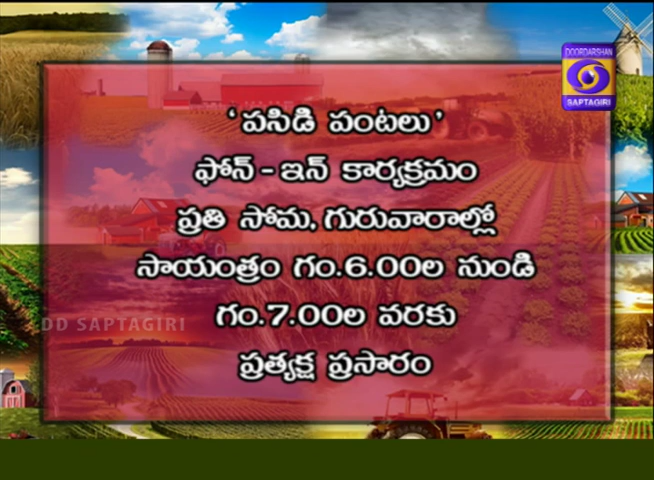 DOORDARSHAN
SAPTAGIRI
‘పసిడి పంటలు’
ఫోన్ - ఇన్ కార్యక్రమం
ప్రతి సోమ, గురువారాల్లో
సాయంత్రం గం.6.00ల నుండి
గం.7.00ల వరకు
ప్రత్యక్ష ప్రసారం
DD SAPTAGIRI